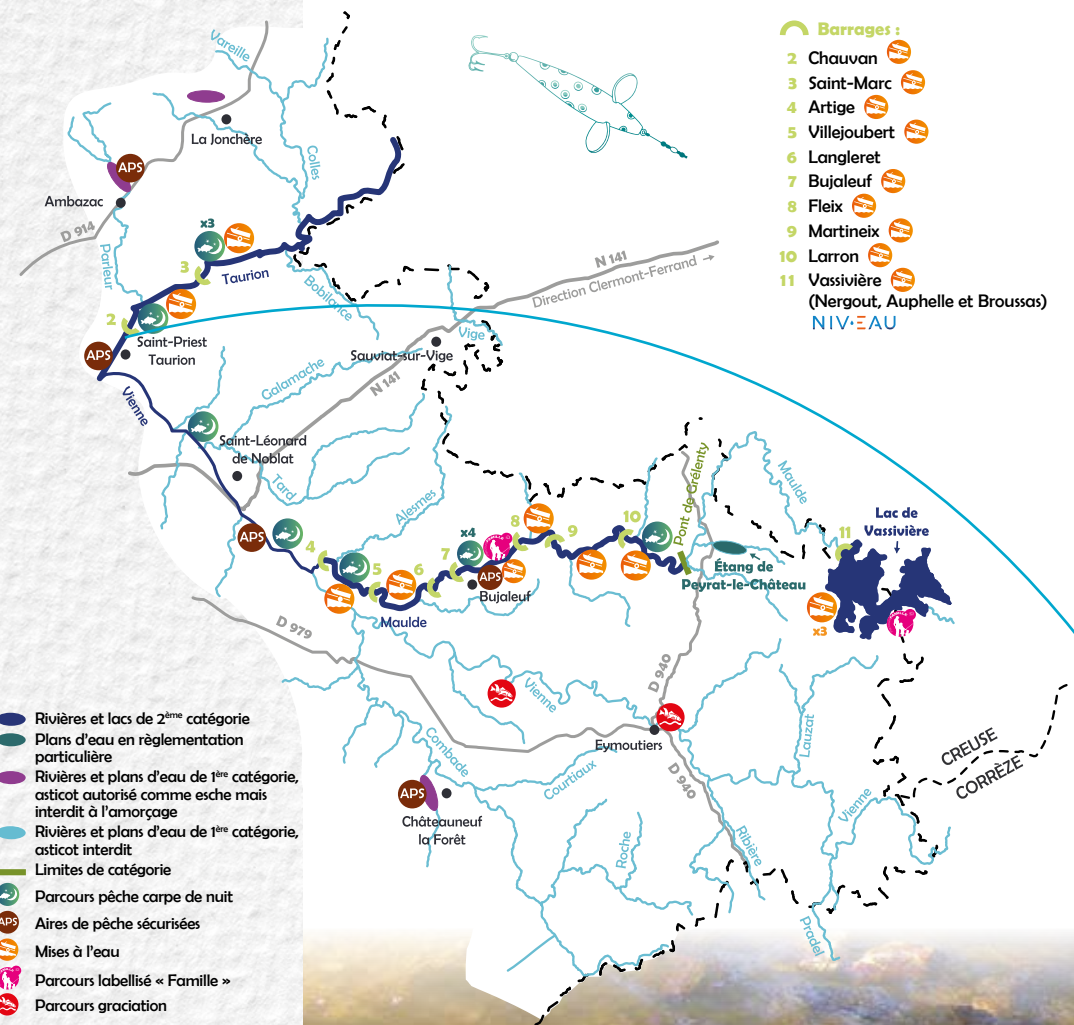 Barrages :
2 Chauvan
3 Saint-Marc
4 Artige
5 Villejoubert
6 Langleret
7 Bujaleuf
8 Fleix
9 Martineix
10 Larron
11 Vassivière
(Nergout, Auphelle et Broussas)
NIV·EAU
Vareille
La Jonchère
Colles
APS
Ambazac
D 914
Parleur
x3
3
Taurion
Bobilance
N 141
Direction Clermont-Ferrand →
2
Saint-Priest
Taurion
APS
Vige
Sauviat-sur-Vige
Galamache
N 141
Vienne
Saint-Léonard
de Noblat
Tard
Alesmes
Pont de Grélenty
Maulde
Lac de
Vassivière
APS
4
5
6
7
x4
8
9
10
11
APS
Bujaleuf
Maulde
Étang de
Peyrat-le-Château
x3
D 979
Vienne
D 940
Eymoutiers
Lauzat
CREUSE
CORRÈZE
Combade
Courtiaux
D 940
Vienne
APS
Châteauneuf
la Forêt
Roche
Ribière
Pradel
Rivières et lacs de 2ème catégorie
Plans d'eau en règlementation
particulière
Rivières et plans d'eau de 1ère catégorie,
asticot autorisé comme esche mais
interdit à l'amorçage
Rivières et plans d'eau de 1ère catégorie,
asticot interdit
Limites de catégorie
Parcours pêche carpe de nuit
APS Aires de pêche sécurisées
Mises à l'eau
Parcours labellisé « Famille »
Parcours graciation